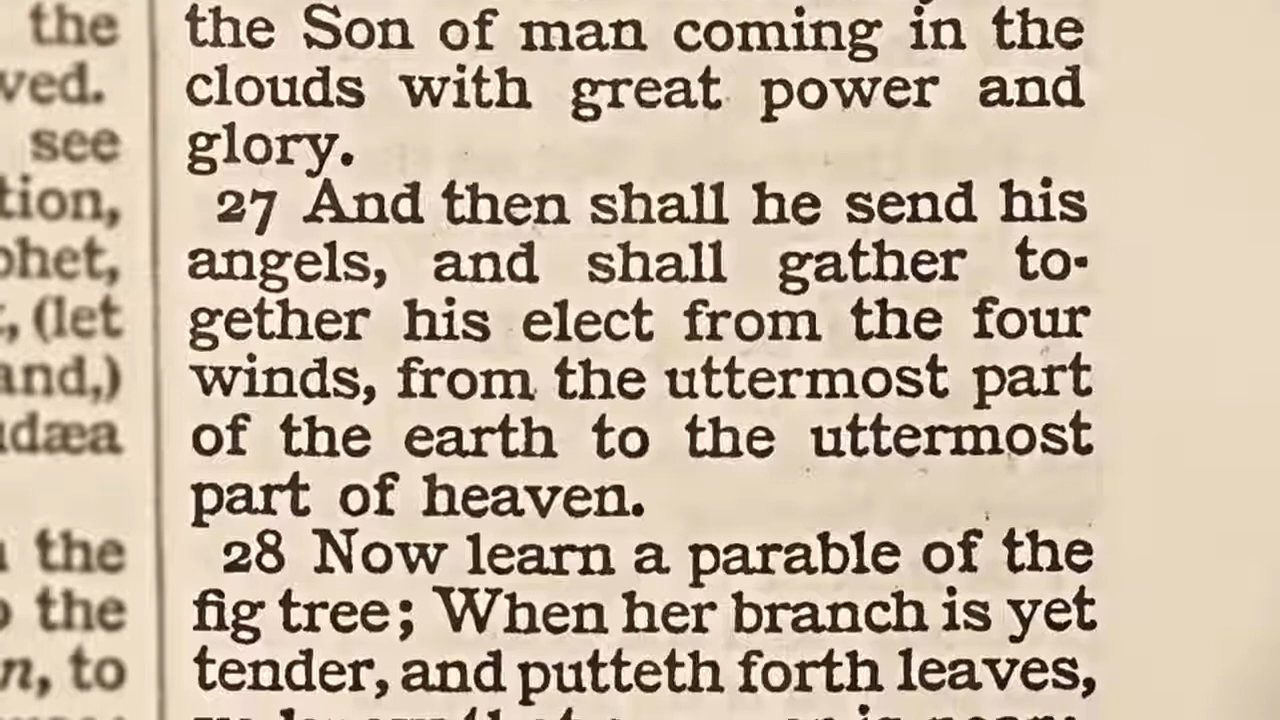 the
ved.
see
tion,
phet,
(let
and,)
udæa
the
the
n, to
the Son of man coming in the
clouds with great power and
glory.
27 And then shall he send his
angels, and shall gather to-
gether his elect from the four
winds, from the uttermost part
of the earth to the uttermost
part of heaven.
28 Now learn a parable of the
fig tree; When her branch is yet
tender, and putteth forth leaves,